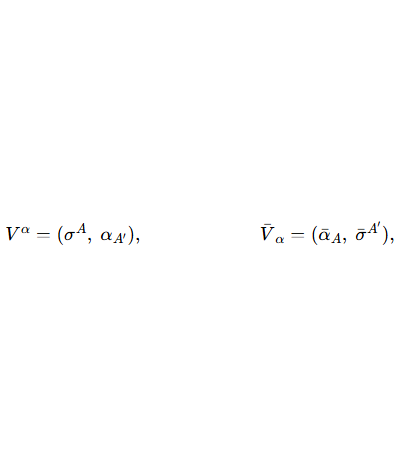 V^α = (σ^A, α_{A′}),    V̄_α = (ᾱ_A, σ̄^{A′}),